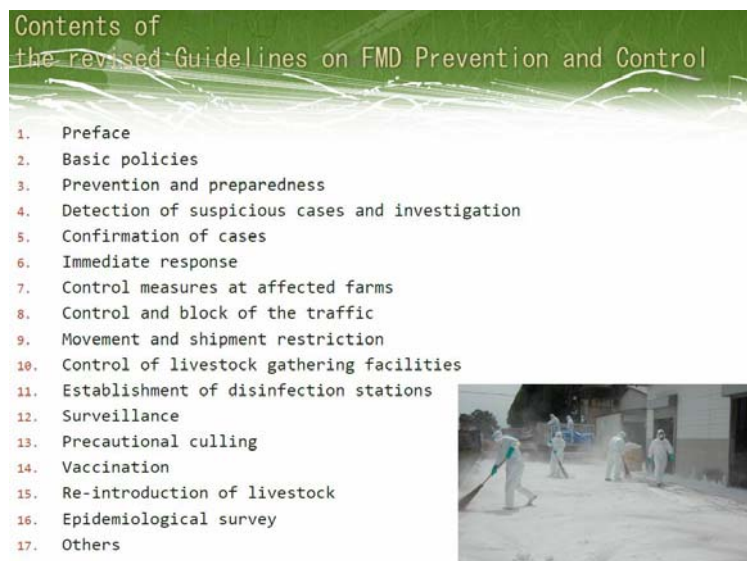 Contents of
the revised Guidelines on FMD Prevention and Control
1. Preface
2. Basic policies
3. Prevention and preparedness
4. Detection of suspicious cases and investigation
5. Confirmation of cases
6. Immediate response
7. Control measures at affected farms
8. Control and block of the traffic
9. Movement and shipment restriction
10. Control of livestock gathering facilities
11. Establishment of disinfection stations
12. Surveillance
13. Precautional culling
14. Vaccination
15. Re-introduction of livestock
16. Epidemiological survey
17. Others